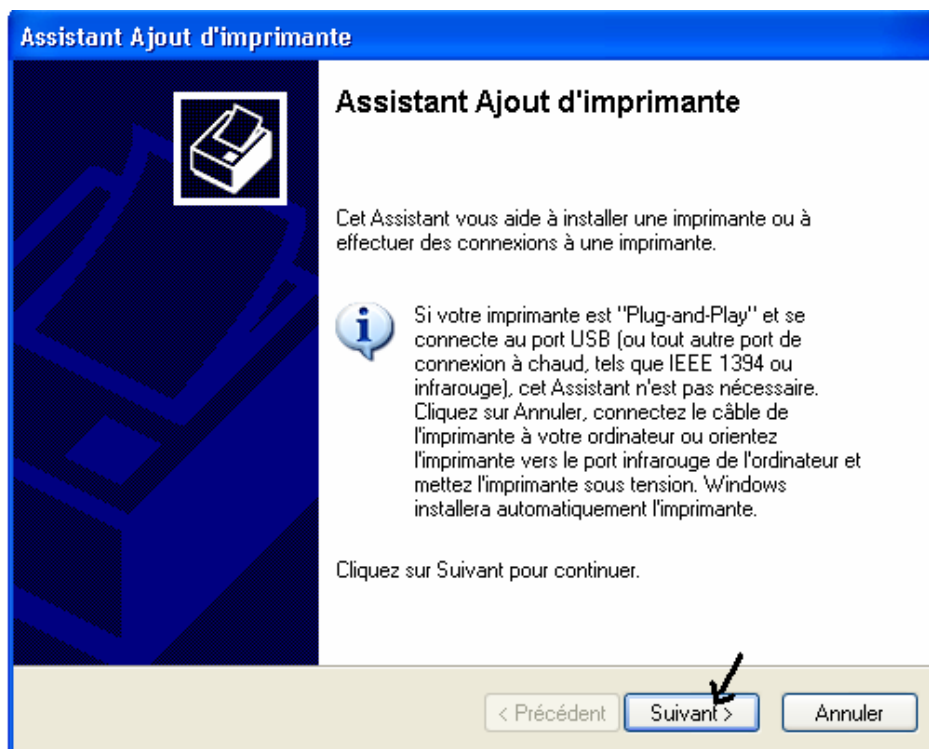 Assistant Ajout d'imprimante
Assistant Ajout d'imprimante
Cet Assistant vous aide à installer une imprimante ou à
effectuer des connexions à une imprimante.
Si votre imprimante est "Plug-and-Play" et se
connecte au port USB (ou tout autre port de
connexion à chaud, tels que IEEE 1394 ou
infrarouge), cet Assistant n'est pas nécessaire.
Cliquez sur Annuler, connectez le câble de
l'imprimante à votre ordinateur ou orientez
l'imprimante vers le port infrarouge de l'ordinateur et
mettez l'imprimante sous tension. Windows
installera automatiquement l'imprimante.
Cliquez sur Suivant pour continuer.
< Précédent Suivant > Annuler